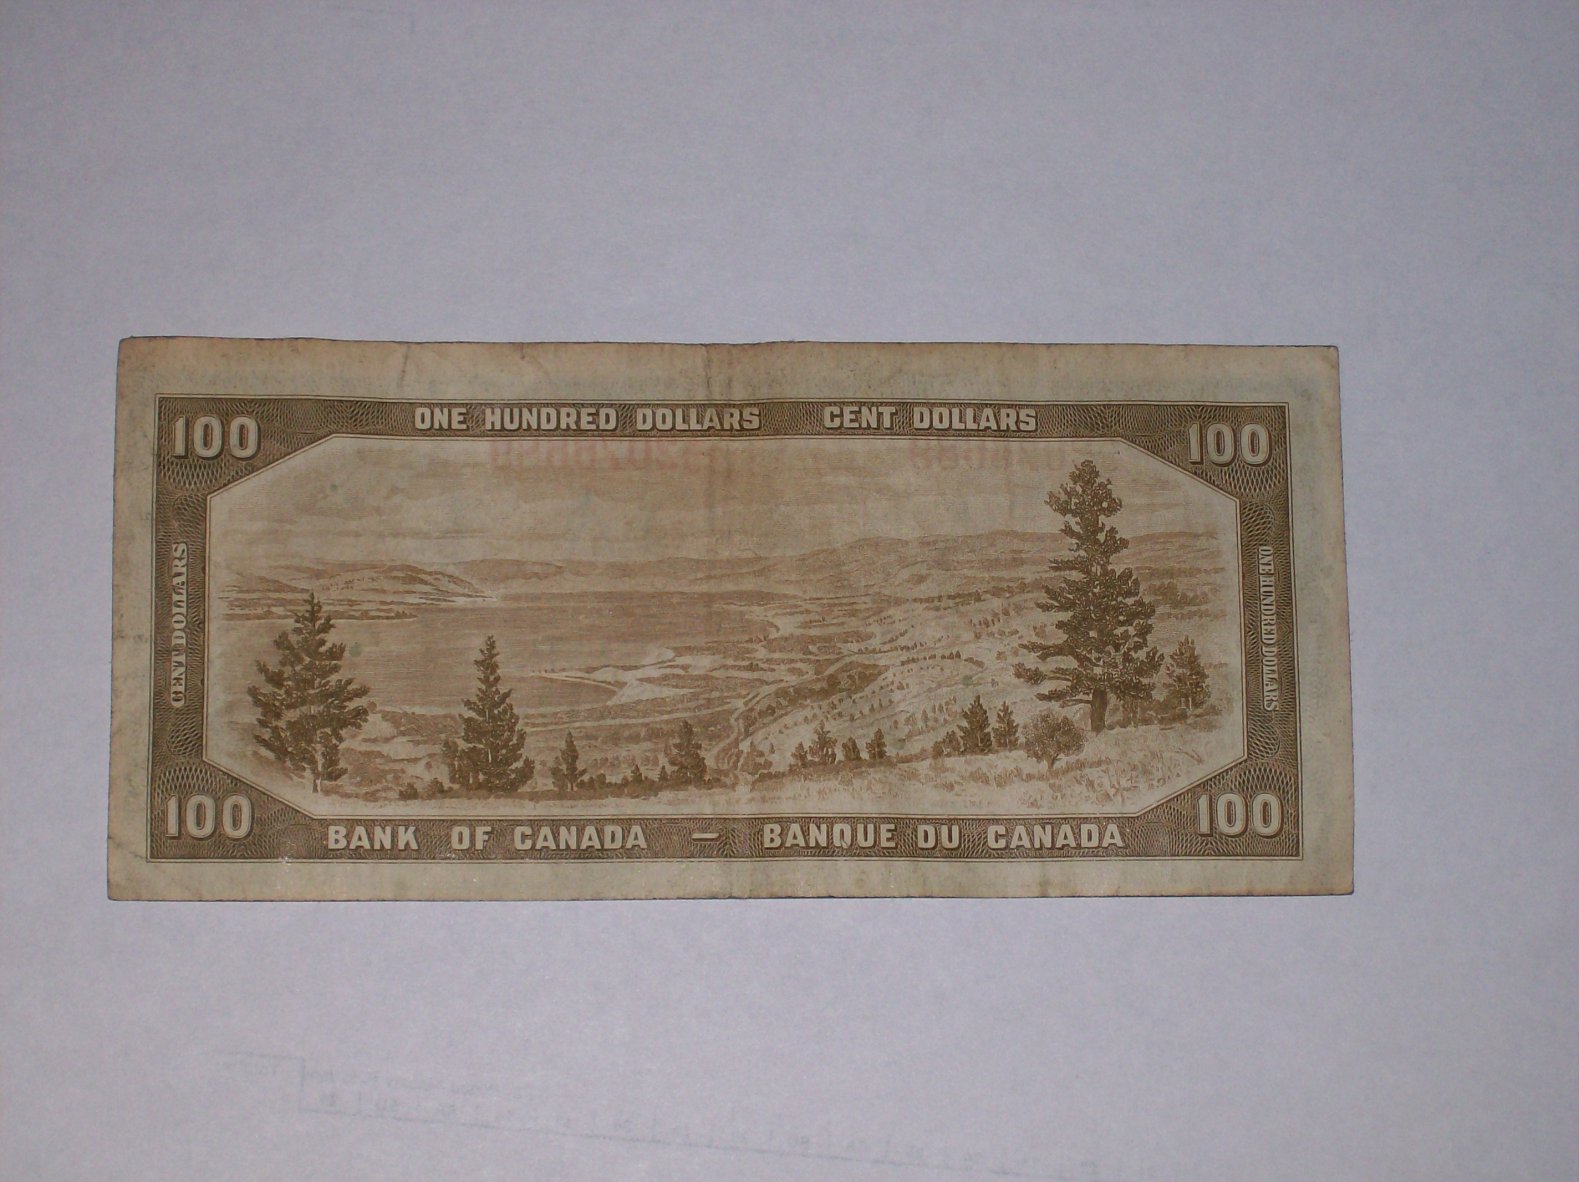 ONE HUNDRED DOLLARS CENT DOLLARS
100 100
CENT DOLLARS
ONE HUNDRED DOLLARS
100 100
BANK OF CANADA — BANQUE DU CANADA